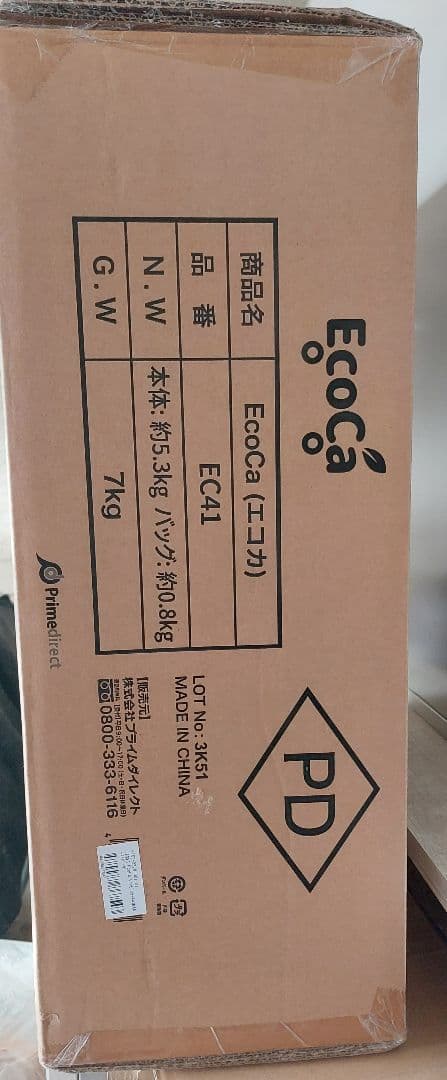 EcoCa
商品名 EcoCa (エコカ)
品番 EC41
N.W 本体: 約5.3kg バッグ: 約0.8kg
G.W 7kg
PD
LOT No: 3K51
MADE IN CHINA
【販売元】
株式会社プライムダイレクト
0800-333-6116
Primedirect